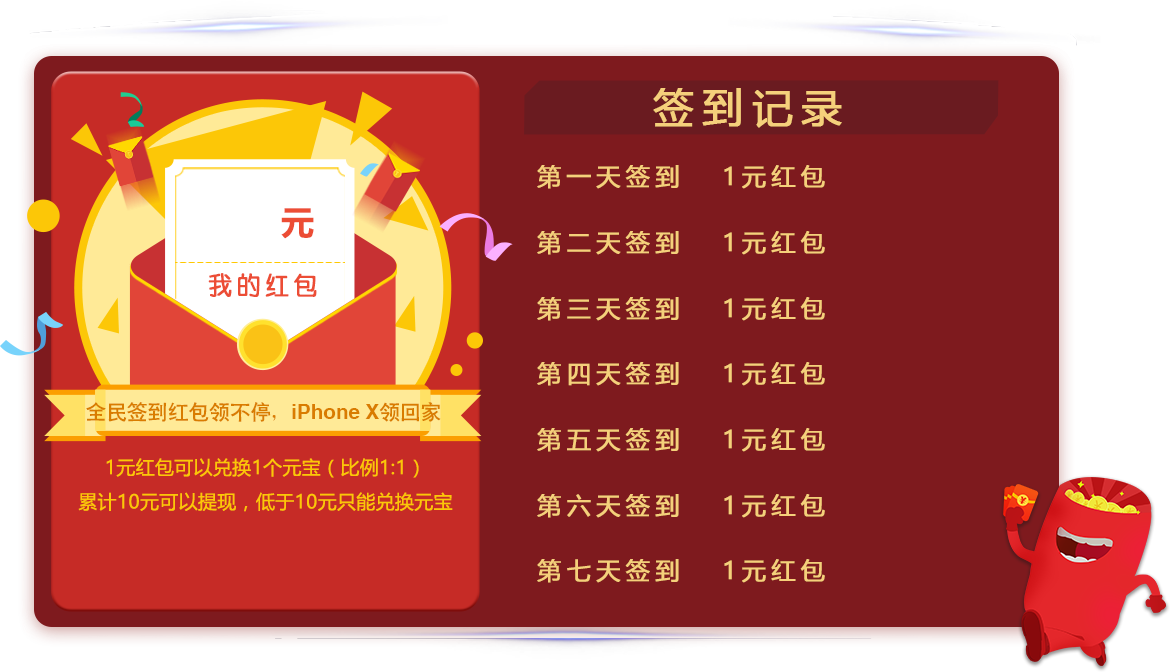 元
我的红包
全民签到红包领不停，iPhone X领回家
1元红包可以兑换1个元宝（比例1:1）
累计10元可以提现，低于10元只能兑换元宝
签到记录
第一天签到 1元红包
第二天签到 1元红包
第三天签到 1元红包
第四天签到 1元红包
第五天签到 1元红包
第六天签到 1元红包
第七天签到 1元红包